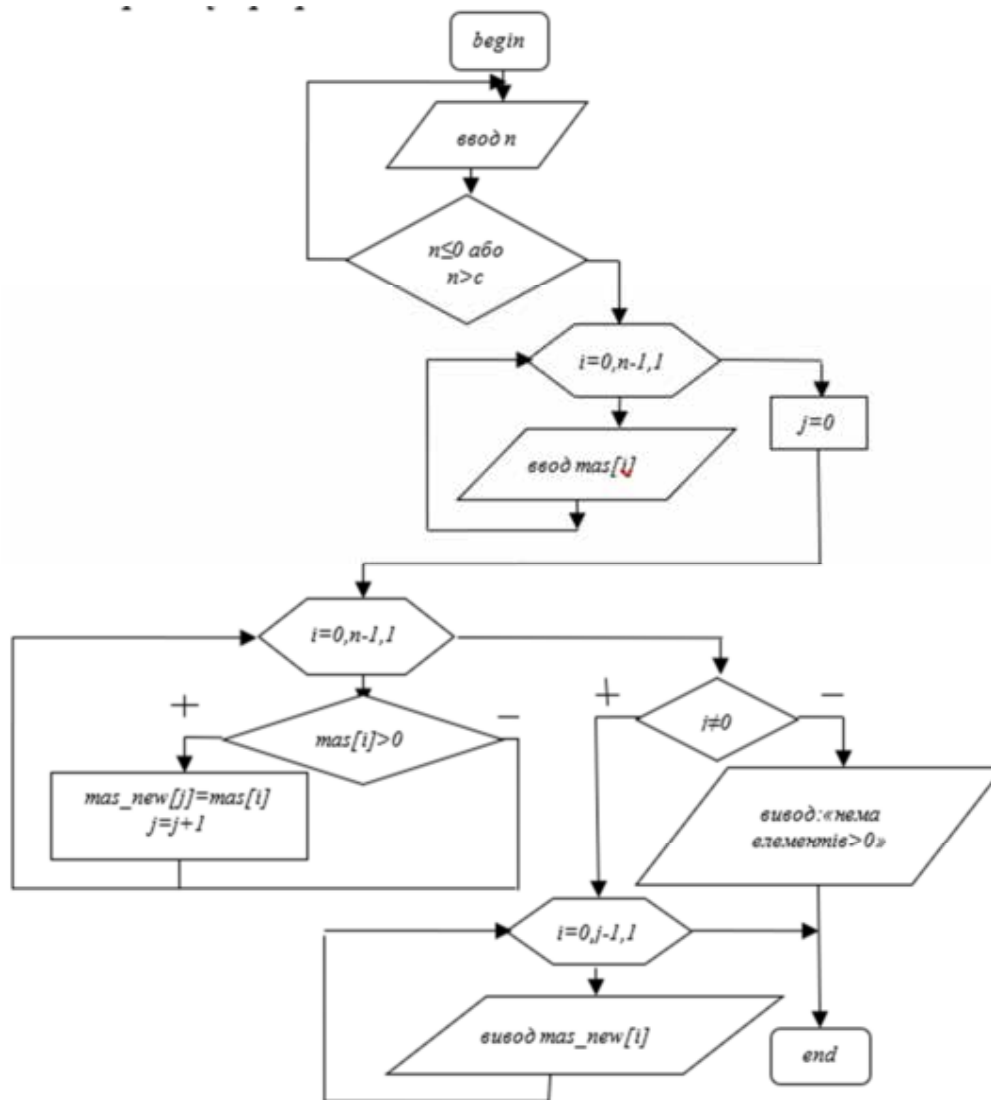 begin
ввод n
n≤0 або
n>c
i=0,n-1,1
j=0
ввод mas[i]
i=0,n-1,1
+
-
mas[i]>0
mas_new[j]=mas[i]
j=j+1
+
-
j≠0
вивод:«нема
елементів>0»
i=0,j-1,1
вивод mas_new[i]
end